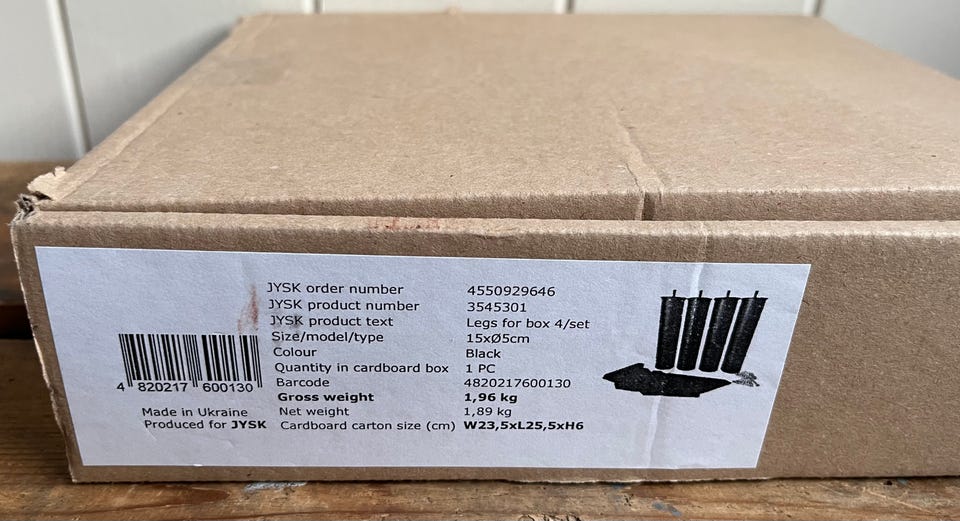 JYSK order number 4550929646
JYSK product number 3545301
JYSK product text Legs for box 4/set
Size/model/type 15xØ5cm
Colour Black
Quantity in cardboard box 1 PC
Barcode 4820217600130
Gross weight 1,96 kg
Net weight 1,89 kg
Cardboard carton size (cm) W23,5xL25,5xH6
4 820217 600130
Made in Ukraine
Produced for JYSK